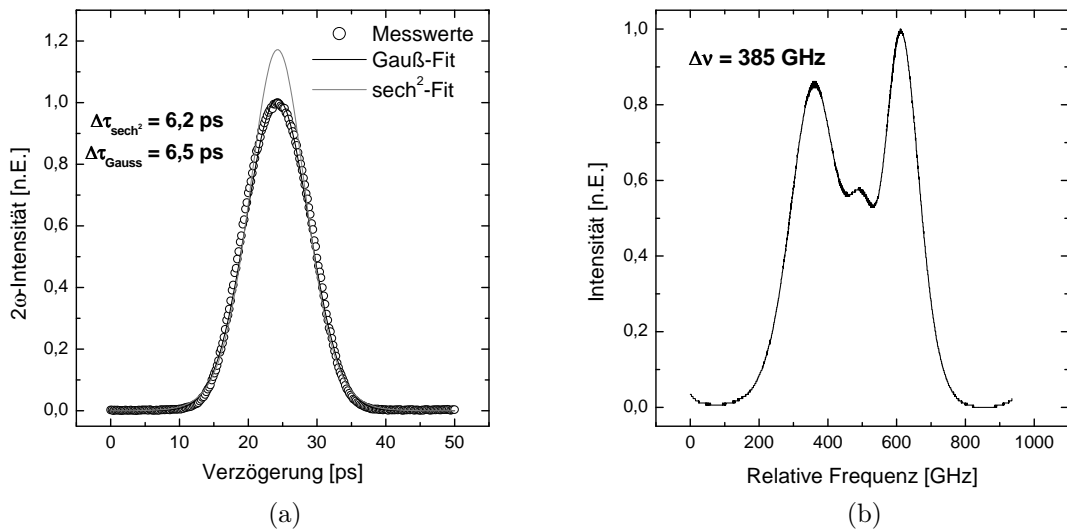 1,2
1,0
0,8
0,6
0,4
0,2
0,0
2ω-Intensität [n.E.]
Messwerte
Gauß-Fit
sech²-Fit
Δτsech² = 6,2 ps
ΔτGauss = 6,5 ps
0 10 20 30 40 50
Verzögerung [ps]
(a)
1,0
0,8
0,6
0,4
0,2
0,0
Intensität [n.E.]
Δν = 385 GHz
0 200 400 600 800 1000
Relative Frequenz [GHz]
(b)